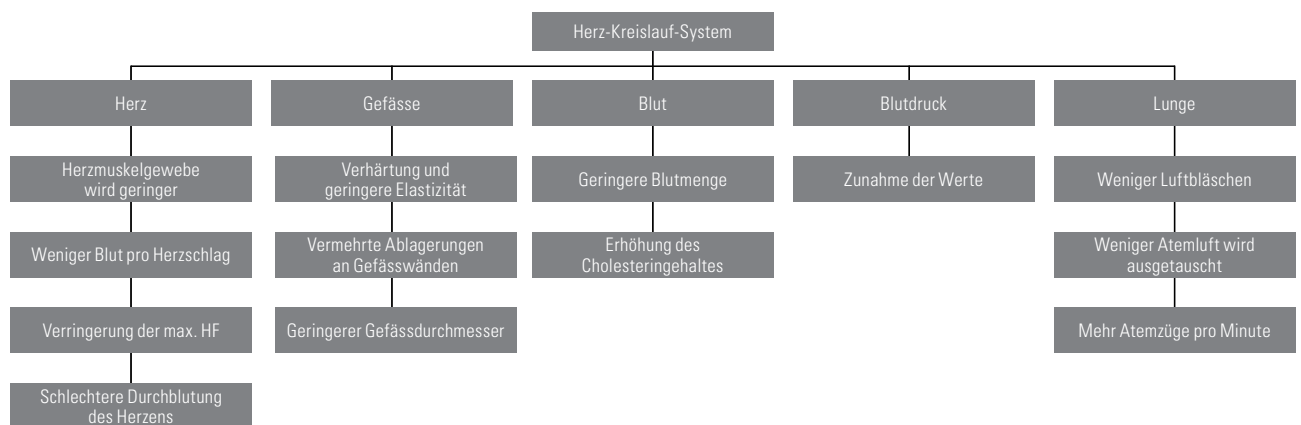 Herz-Kreislauf-System
Herz
Gefässe
Blut
Blutdruck
Lunge
Herzmuskelgewebe
wird geringer
Verhärtung und
geringere Elastizität
Geringere Blutmenge
Zunahme der Werte
Weniger Luftbläschen
Weniger Blut pro Herzschlag
Vermehrte Ablagerungen
an Gefässwänden
Erhöhung des
Cholesteringehaltes
Weniger Atemluft wird
ausgetauscht
Verringerung der max. HF
Geringerer Gefässdurchmesser
Mehr Atemzüge pro Minute
Schlechtere Durchblutung
des Herzens